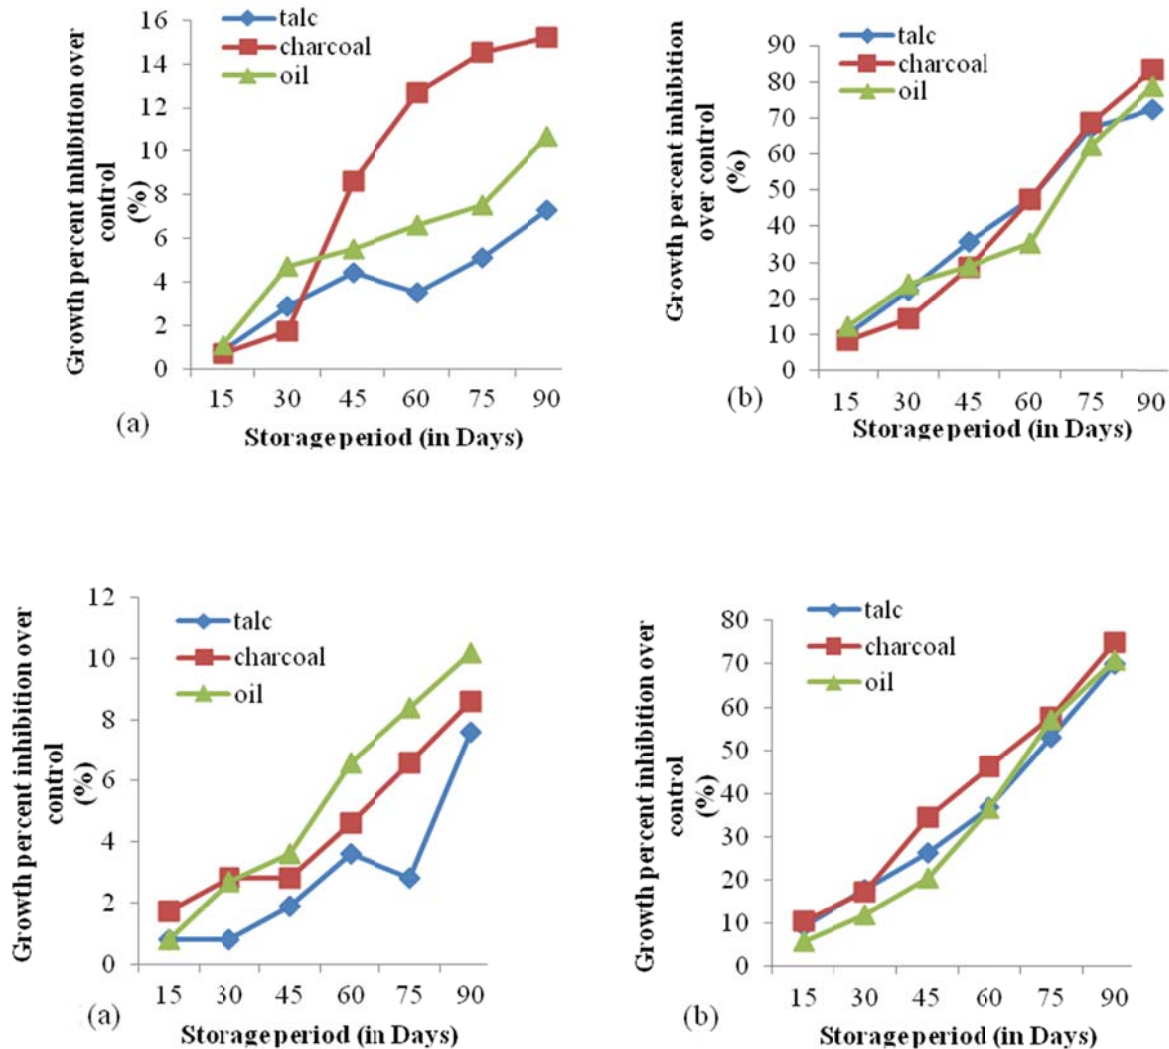 Growth percent inhibition over
control
(%)
16
14
12
10
8
6
4
2
0
talc
charcoal
oil
15 30 45 60 75 90
(a)
Storage period (in Days)
Growth percent inhibition
over control
(%)
90
80
70
60
50
40
30
20
10
0
talc
charcoal
oil
15 30 45 60 75 90
(b)
Storage period (in Days)
Growth percent inhibition over
control
(%)
12
10
8
6
4
2
0
talc
charcoal
oil
15 30 45 60 75 90
(a)
Storage period (in Days)
Growth percent inhibition over
control
(%)
80
70
60
50
40
30
20
10
0
talc
charcoal
oil
15 30 45 60 75 90
(b)
Storage period (in Days)